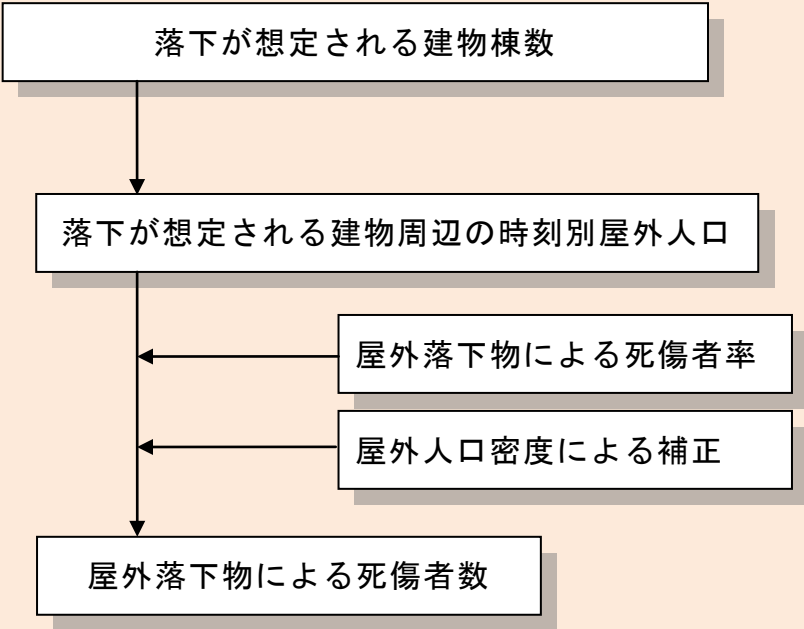 落下が想定される建物棟数
落下が想定される建物周辺の時刻別屋外人口
屋外落下物による死傷者率
屋外人口密度による補正
屋外落下物による死傷者数